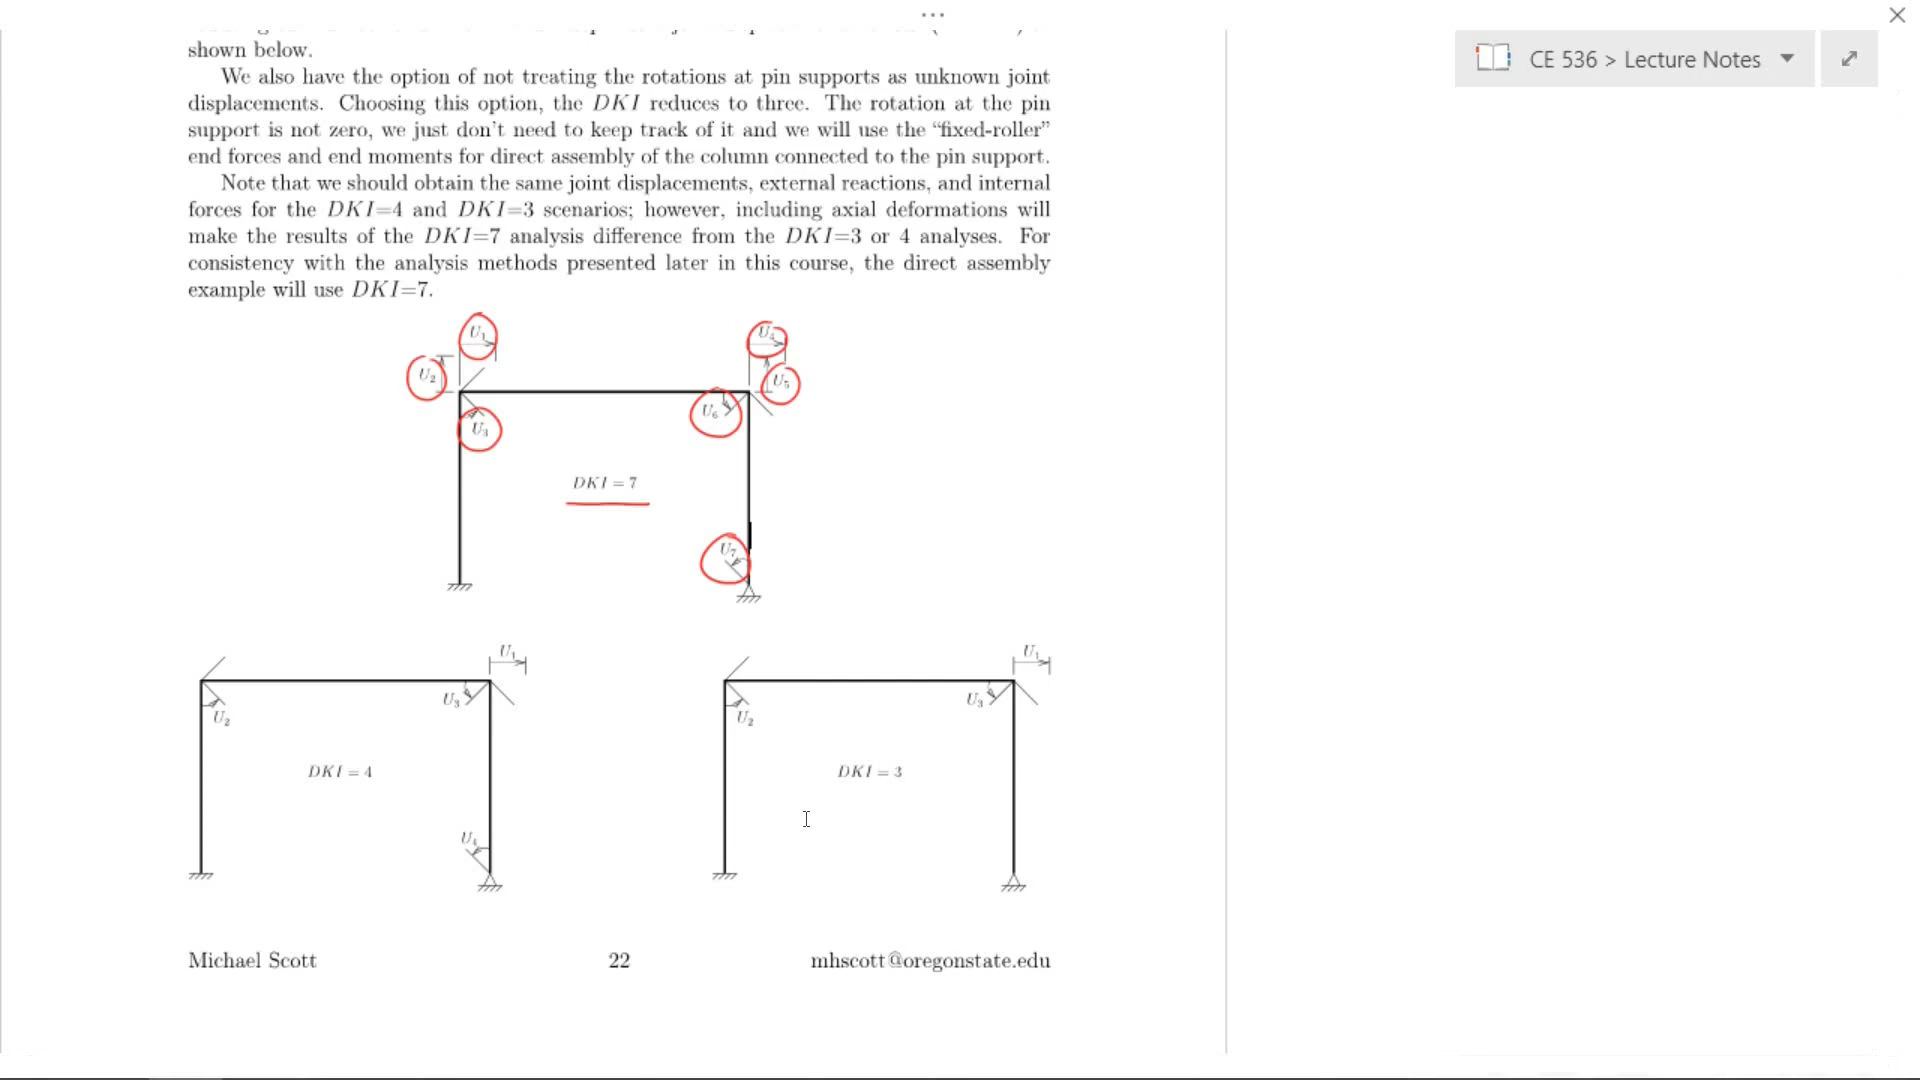 CE 536 > Lecture Notes
shown below.
We also have the option of not treating the rotations at pin supports as unknown joint
displacements. Choosing this option, the DKI reduces to three. The rotation at the pin
support is not zero, we just don't need to keep track of it and we will use the “fixed-roller”
end forces and end moments for direct assembly of the column connected to the pin support.
Note that we should obtain the same joint displacements, external reactions, and internal
forces for the DKI=4 and DKI=3 scenarios; however, including axial deformations will
make the results of the DKI=7 analysis difference from the DKI=3 or 4 analyses. For
consistency with the analysis methods presented later in this course, the direct assembly
example will use DKI=7.
U₁
U₂
U₃
U₄
U₅
U₆
DKI = 7
U₇
U₁
U₂
U₃
DKI = 4
U₄
U₁
U₂
U₃
DKI = 3
Michael Scott
22
mhscott@oregonstate.edu